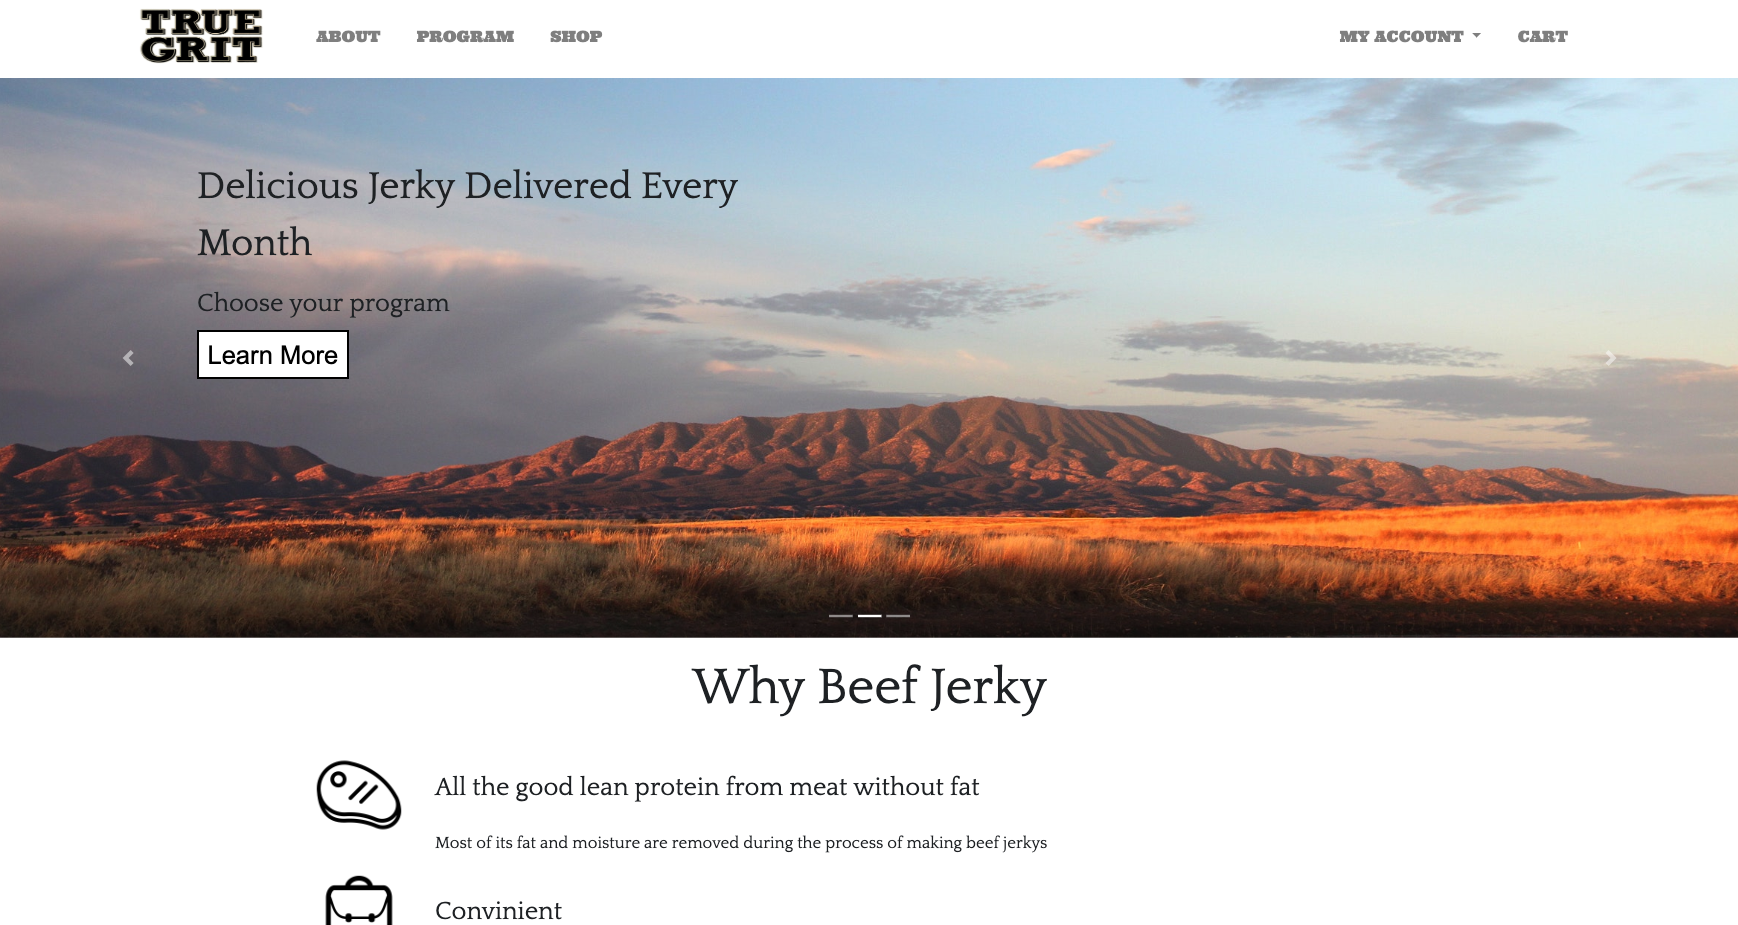 TRUE
GRIT
ABOUT
PROGRAM
SHOP
MY ACCOUNT
CART
Delicious Jerky Delivered Every
Month
Choose your program
Learn More
Why Beef Jerky
All the good lean protein from meat without fat
Most of its fat and moisture are removed during the process of making beef jerkys
Convinient